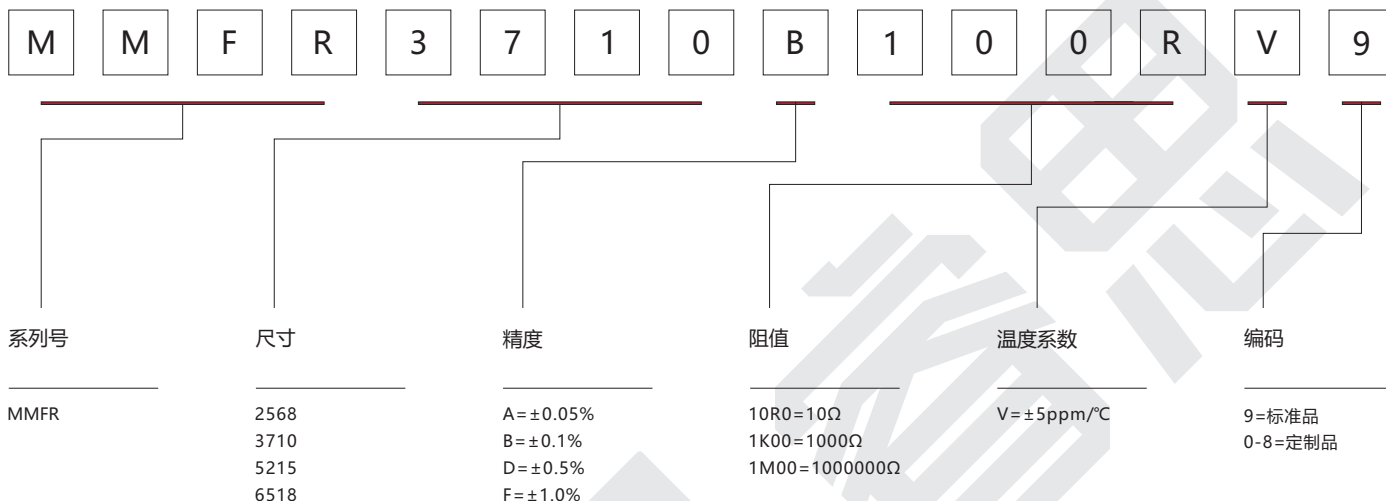 M M F R 3 7 1 0 B 1 0 0 R V 9
系列号 尺寸 精度 阻值 温度系数 编码
MMFR 2568 A=±0.05% 10R0=10Ω V=±5ppm/℃ 9=标准品
3710 B=±0.1% 1K00=1000Ω 0-8=定制品
5215 D=±0.5% 1M00=1000000Ω
6518 F=±1.0%